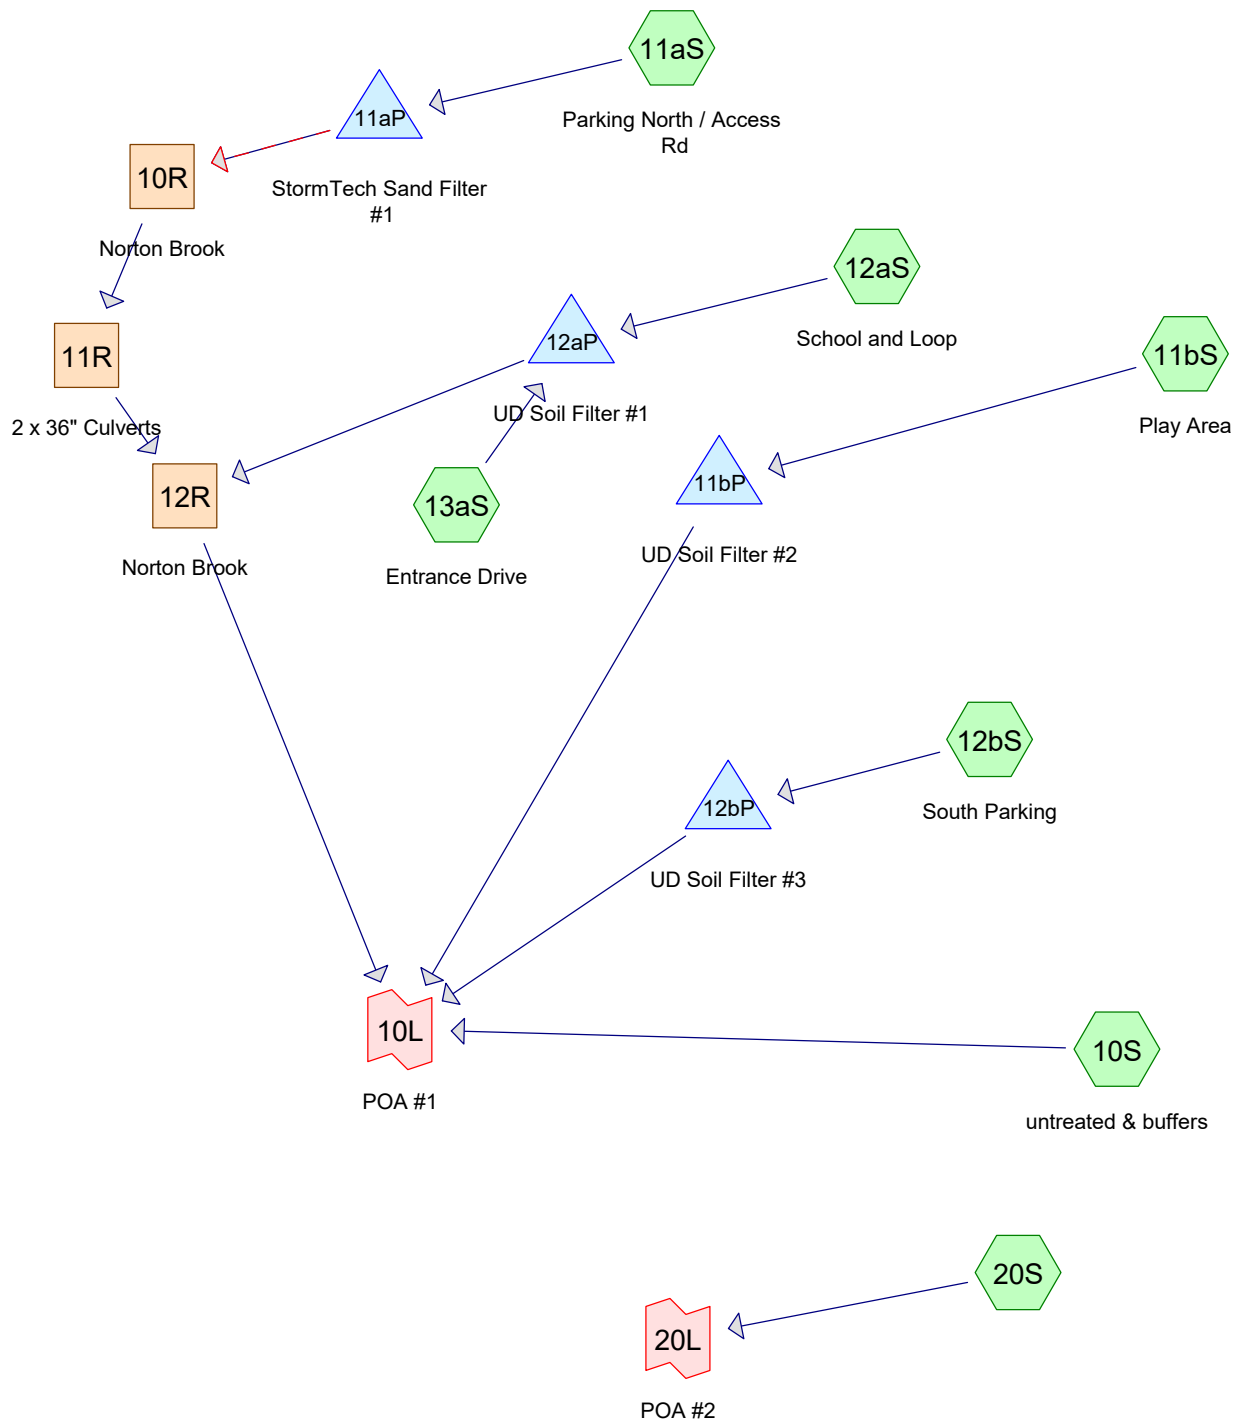 11aS
Parking North / Access
Rd
11aP
StormTech Sand Filter
#1
10R
Norton Brook
12aS
School and Loop
12aP
UD Soil Filter #1
11bS
Play Area
11R
2 x 36" Culverts
11bP
UD Soil Filter #2
12R
Norton Brook
13aS
Entrance Drive
12bS
South Parking
12bP
UD Soil Filter #3
10L
POA #1
10S
untreated & buffers
20S
20L
POA #2